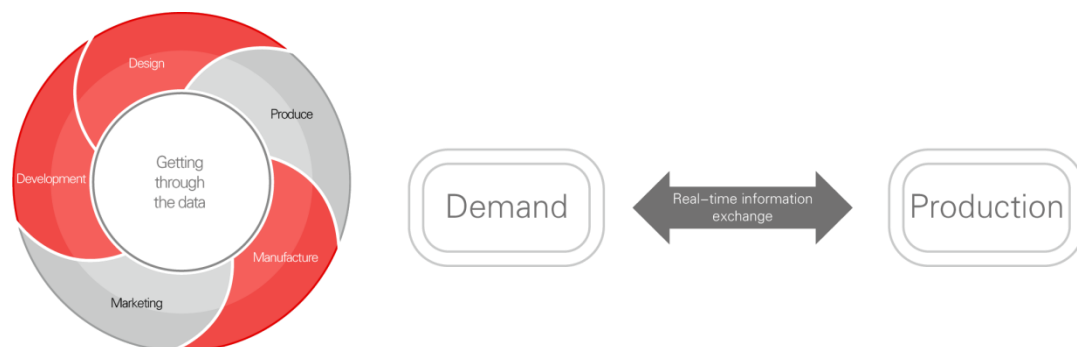 Design
Produce
Getting
through
the data
Development
Manufacture
Marketing
Demand
Real-time information
exchange
Production